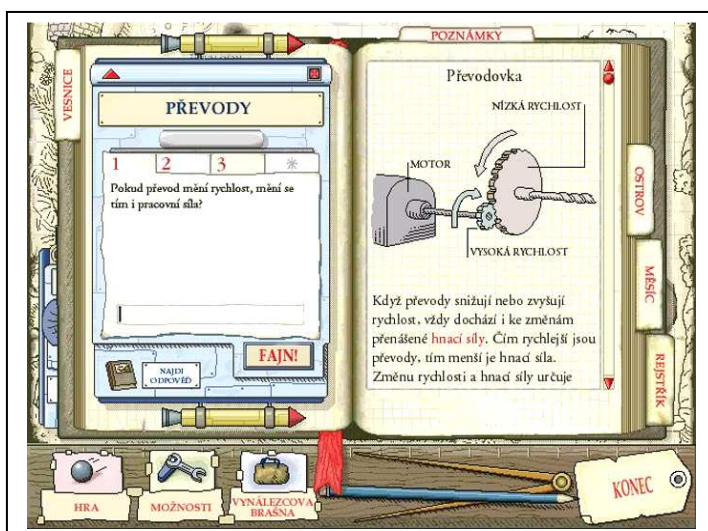 POZNÁMKY
VESNICE
PŘEVODY
1 2 3
Pokud převod mění rychlost, mění se
tím i pracovní síla?
NAJDI
ODPOVĚĎ
FAJN!
Převodovka
NÍZKÁ RYCHLOST
MOTOR
VYSOKÁ RYCHLOST
Když převody snižují nebo zvyšují
rychlost, vždy dochází i ke změnám
přenášené hnací síly. Čím rychlejší jsou
převody, tím menší je hnací síla.
Změnu rychlosti a hnací síly určuje
OSTROV
MĚSÍC
REJSTŘÍK
HRA
MOŽNOSTI
VYNÁLEZCOVA
BRAŠNA
KONEC